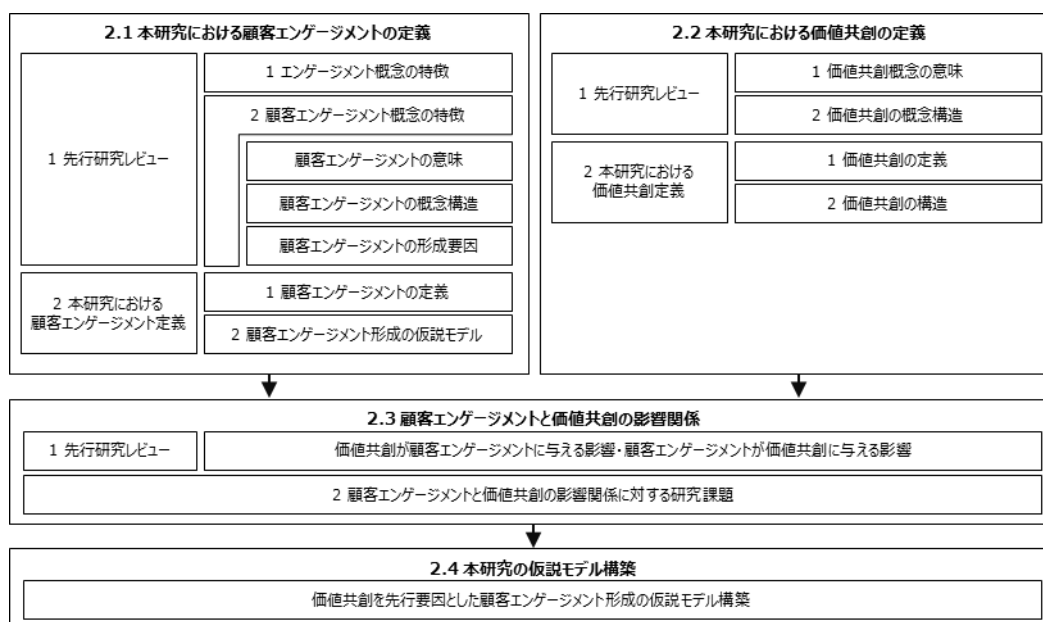 2.1 本研究における顧客エンゲージメントの定義
1 先行研究レビュー
1 エンゲージメント概念の特徴
2 顧客エンゲージメント概念の特徴
顧客エンゲージメントの意味
顧客エンゲージメントの概念構造
顧客エンゲージメントの形成要因
2 本研究における
顧客エンゲージメント定義
1 顧客エンゲージメントの定義
2 顧客エンゲージメント形成の仮説モデル
2.2 本研究における価値共創の定義
1 先行研究レビュー
1 価値共創概念の意味
2 価値共創の概念構造
2 本研究における
価値共創定義
1 価値共創の定義
2 価値共創の構造
2.3 顧客エンゲージメントと価値共創の影響関係
1 先行研究レビュー
価値共創が顧客エンゲージメントに与える影響・顧客エンゲージメントが価値共創に与える影響
2 顧客エンゲージメントと価値共創の影響関係に対する研究課題
2.4 本研究の仮説モデル構築
価値共創を先行要因とした顧客エンゲージメント形成の仮説モデル構築